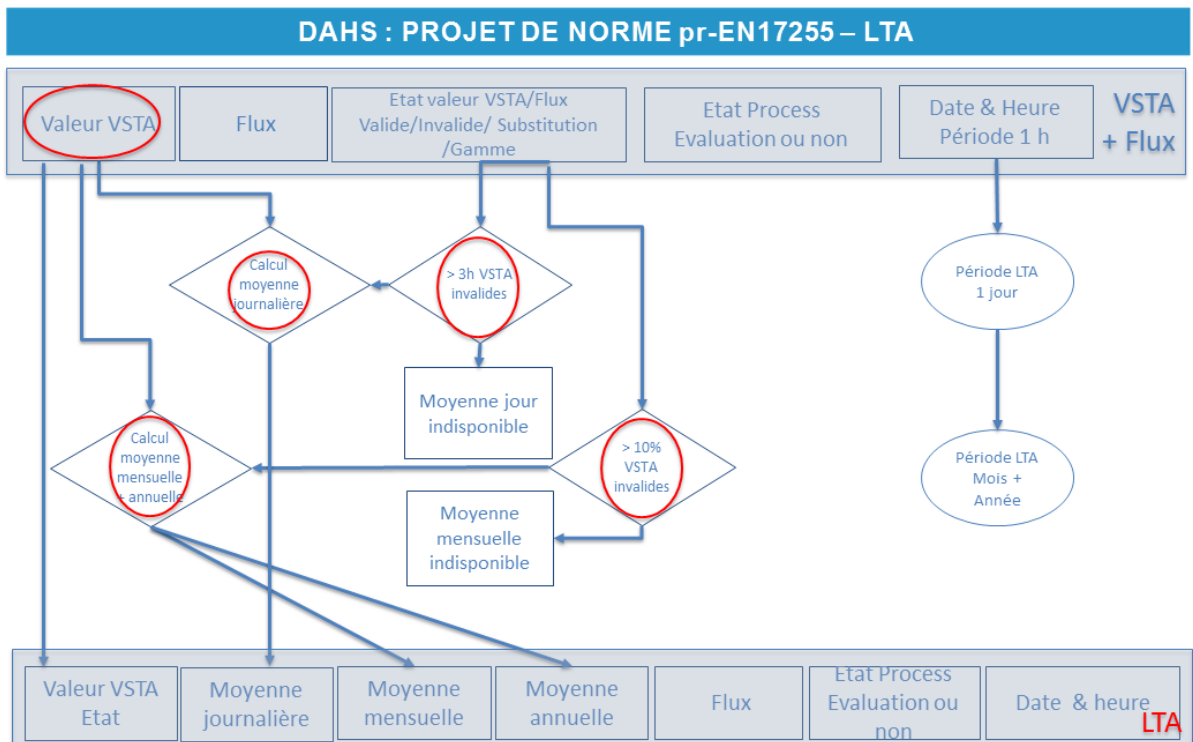 DAHS : PROJET DE NORME pr-EN17255 – LTA
Valeur VSTA
Flux
Etat valeur VSTA/Flux
Valide/Invalide/ Substitution
/Gamme
Etat Process
Evaluation ou non
Date & Heure
Période 1 h
VSTA
+ Flux
Calcul
moyenne
journalière
> 3h VSTA
invalides
Période LTA
1 jour
Moyenne jour
indisponible
Calcul
moyenne
mensuelle
+ annuelle
> 10%
VSTA
invalides
Période LTA
Mois +
Année
Moyenne
mensuelle
indisponible
Valeur VSTA
Etat
Moyenne
journalière
Moyenne
mensuelle
Moyenne
annuelle
Flux
Etat Process
Evaluation ou
non
Date & heure
LTA